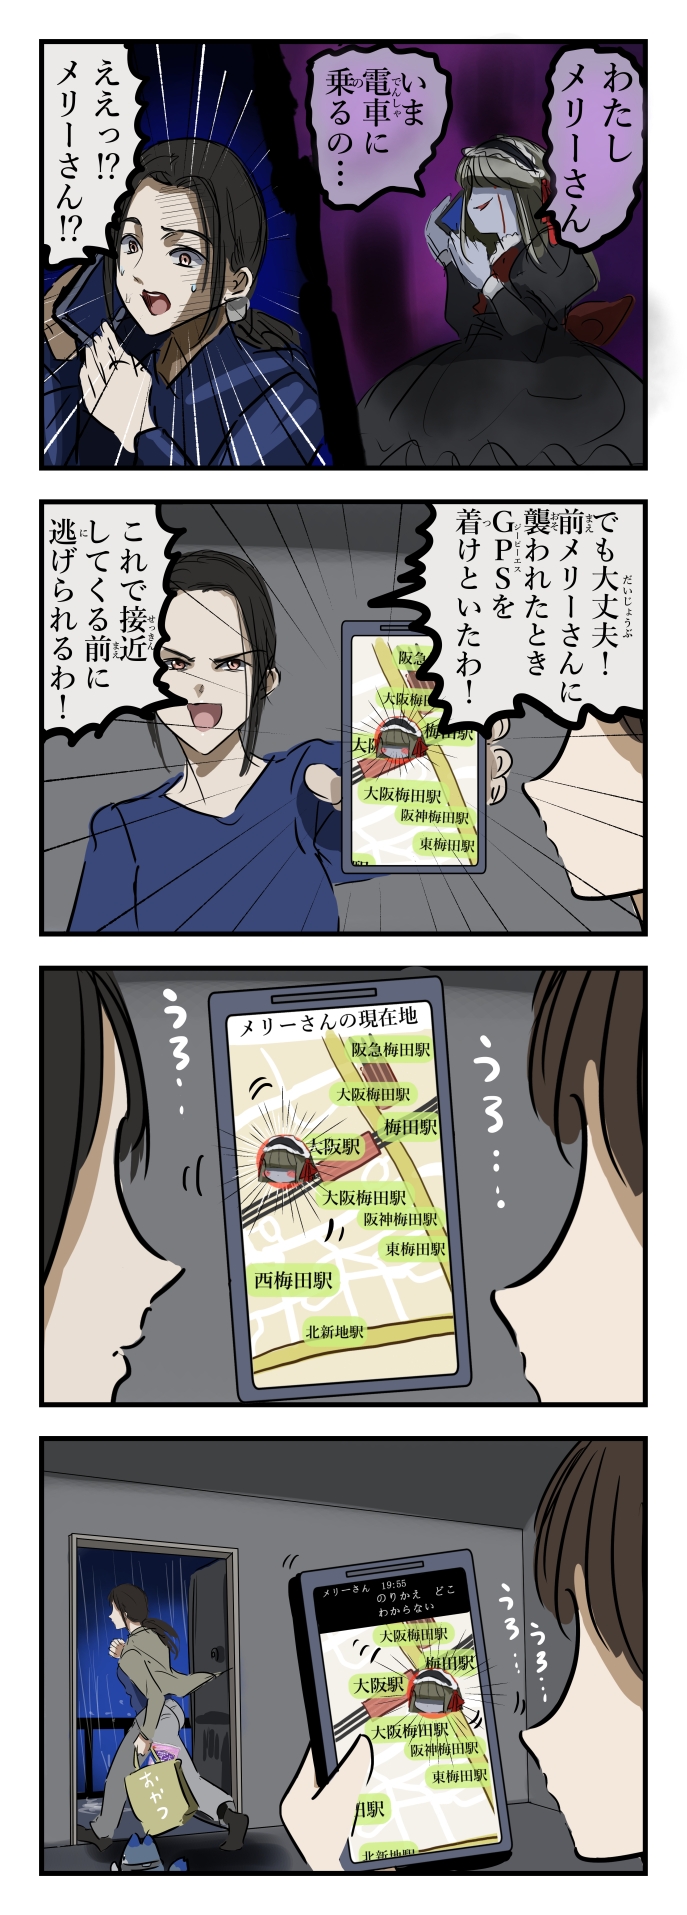 わたし
メリーさん
いま
電車に
乗るの…
ええっ!?
メリーさん!?
でも大丈夫！
前メリーさんに
襲われたとき
GPSを
着けといたわ！
これで接近
してくる前に
逃げられるわ！
阪急
大阪梅
梅田駅
大阪
大阪梅田駅
阪神梅田駅
東梅田駅
駅
うろ…
うろ…
メリーさんの現在地
阪急梅田駅
大阪梅田駅
梅田駅
大阪駅
大阪梅田駅
阪神梅田駅
東梅田駅
西梅田駅
北新地駅
うろ…
うろ…
メリーさん 19:55
のりかえ どこ
わからない
大阪梅田駅
梅田駅
大阪駅
大阪梅田駅
阪神梅田駅
東梅田駅
田駅
北新地駅
おかつ